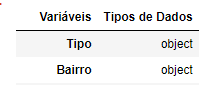 Variáveis Tipos de Dados
Tipo object
Bairro object